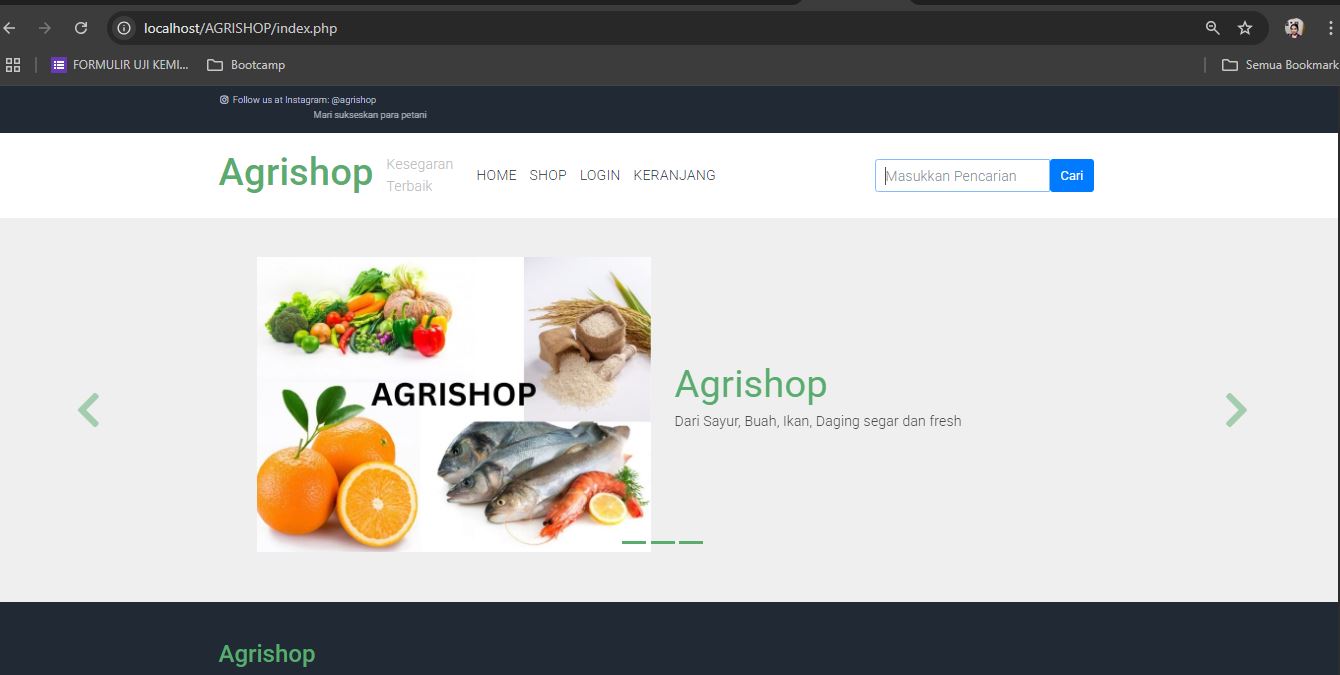 localhost/AGRISHOP/index.php
FORMULIR UJI KEMI...
Bootcamp
Semua Bookmark
Follow us at Instagram: @agrishop
Mari sukseskan para petani
Agrishop
Kesegaran
Terbaik
HOME
SHOP
LOGIN
KERANJANG
Masukkan Pencarian
Cari
AGRISHOP
Agrishop
Dari Sayur, Buah, Ikan, Daging segar dan fresh
Agrishop